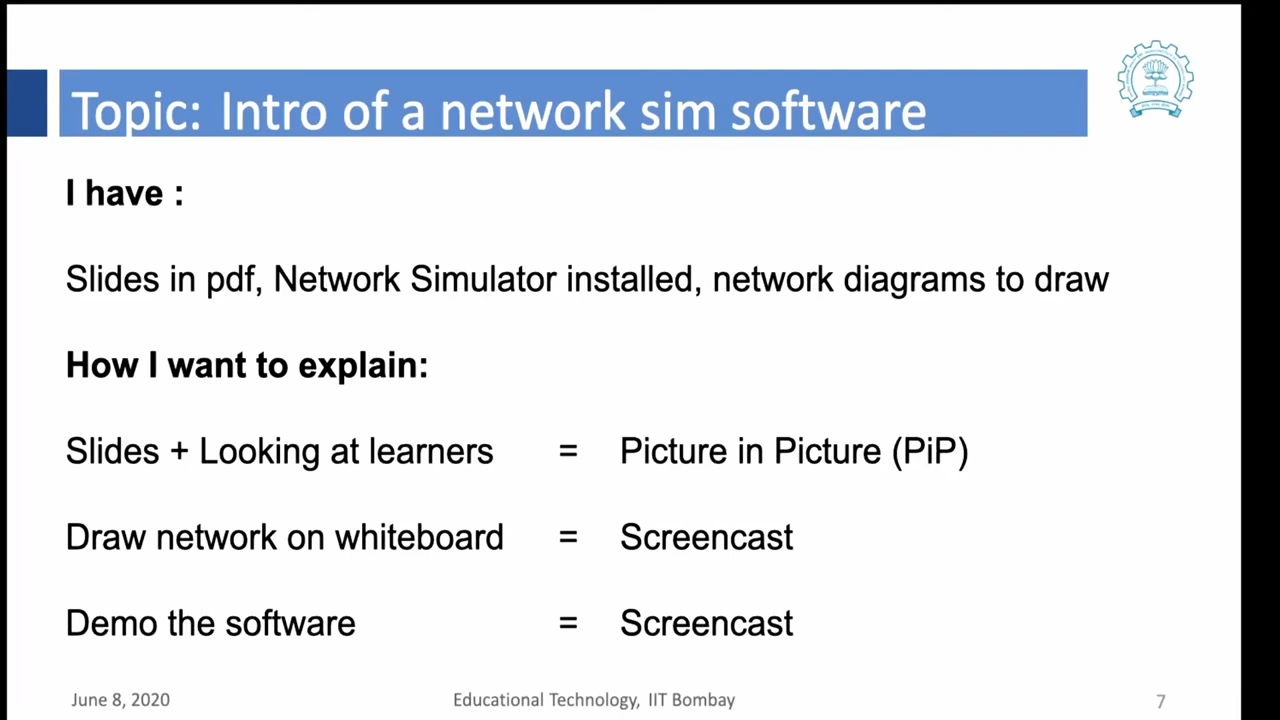 Topic: Intro of a network sim software
I have :
Slides in pdf, Network Simulator installed, network diagrams to draw
How I want to explain:
Slides + Looking at learners = Picture in Picture (PiP)
Draw network on whiteboard = Screencast
Demo the software = Screencast
June 8, 2020 Educational Technology, IIT Bombay 7